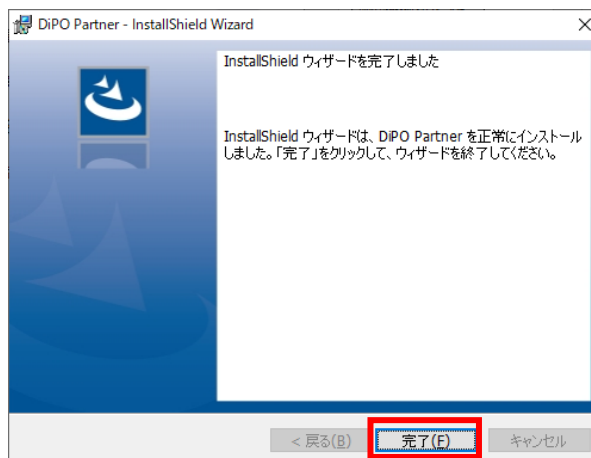 DiPO Partner - InstallShield Wizard
InstallShield ウィザードを完了しました
InstallShield ウィザードは、DiPO Partner を正常にインストール
しました。「完了」をクリックして、ウィザードを終了してください。
< 戻る(B) 完了(F) キャンセル